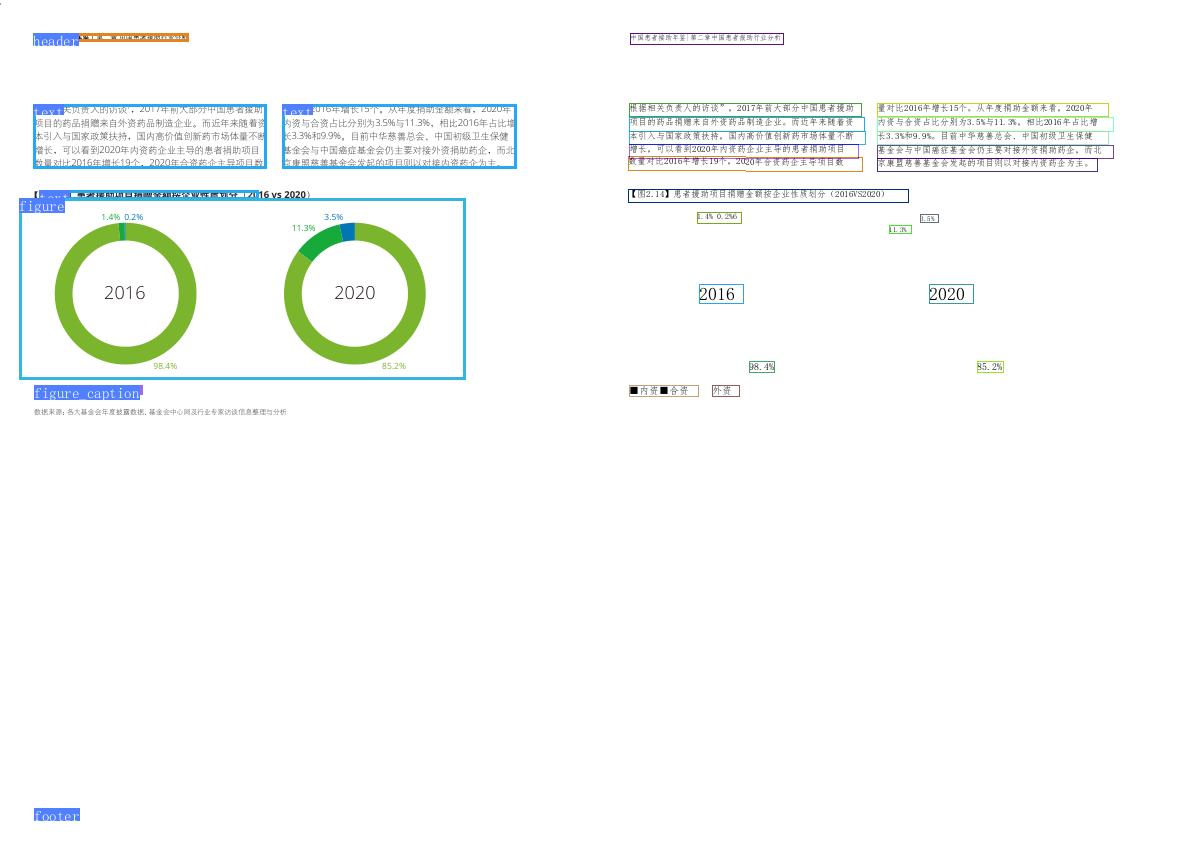 header
中国患者援助年鉴|第二章中国患者援助行业分析
text
关负责人的访谈¹，2017年前大部分中国患者援助
项目的药品捐赠来自外资药品制造企业。而近年来随着资
本引入与国家政策扶持，国内高价值创新药市场体量不断
增长，可以看到2020年内资药企业主导的患者捐助项目
数量对比2016年增长19个，2020年合资药企主导项目数
text
2016年增长15个。从年度捐助金额来看，2020年
内资与合资占比分别为3.5%与11.3%，相比2016年占比增
长3.3%和9.9%。目前中华慈善总会、中国初级卫生保健
基金会与中国癌症基金会仍主要对接外资捐助药企，而北
京康盟慈善基金会发起的项目则以对接内资药企为主。
根据相关负责人的访谈”，2017年前大部分中国患者援助
项目的药品捐赠来自外资药品制造企业。而近年来随着资
本引入与国家政策扶持，国内高价值创新药市场体量不断
增长，可以看到2020年内资药企业主导的患者捐助项目
数量对比2016年增长19个，2020年合资药企主导项目数
量对比2016年增长15个。从年度捐助金额来看，2020年
内资与合资占比分别为3.5%与11.3%，相比2016年占比增
长3.3%和9.9%。目前中华慈善总会、中国初级卫生保健
基金会与中国癌症基金会仍主要对接外资捐助药企，而北
京康盟慈善基金会发起的项目则以对接内资药企为主。
text
患者援助项目捐赠金额按企业性质划分（2016 vs 2020）
figure
1.4% 0.2%
2016
98.4%
3.5%
11.3%
2020
85.2%
【图2.14】患者援助项目捐赠金额按企业性质划分（2016VS2020）
1.4% 0.2%6
3.5%
11.3%
2016
2020
98.4%
85.2%
figure_caption
■内资■合资 外资
数据来源：各大基金会年度披露数据，基金会中心网及行业专家访谈信息整理与分析
footer